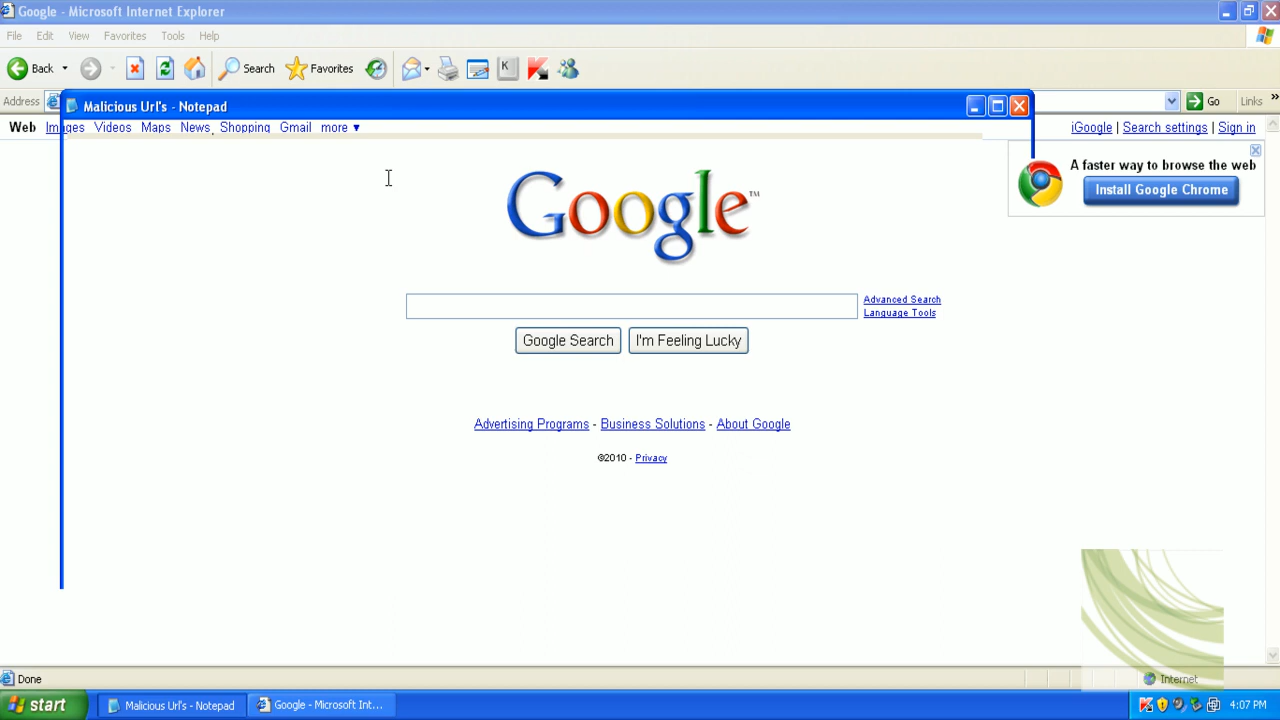 Google - Microsoft Internet Explorer
File Edit View Favorites Tools Help
Back Search Favorites K
Address Go Links »
Malicious Url's - Notepad
Web Images Videos Maps News Shopping Gmail more ▼ iGoogle | Search settings | Sign in
A faster way to browse the web
Install Google Chrome
Google™
Advanced Search
Language Tools
Google Search I'm Feeling Lucky
Advertising Programs - Business Solutions - About Google
©2010 - Privacy
Done Internet
start Malicious Url's - Notepad Google - Microsoft Int... 4:07 PM